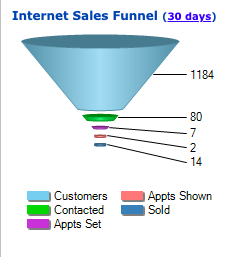 Internet Sales Funnel (30 days)
1184
80
7
2
14
Customers
Appts Shown
Contacted
Sold
Appts Set